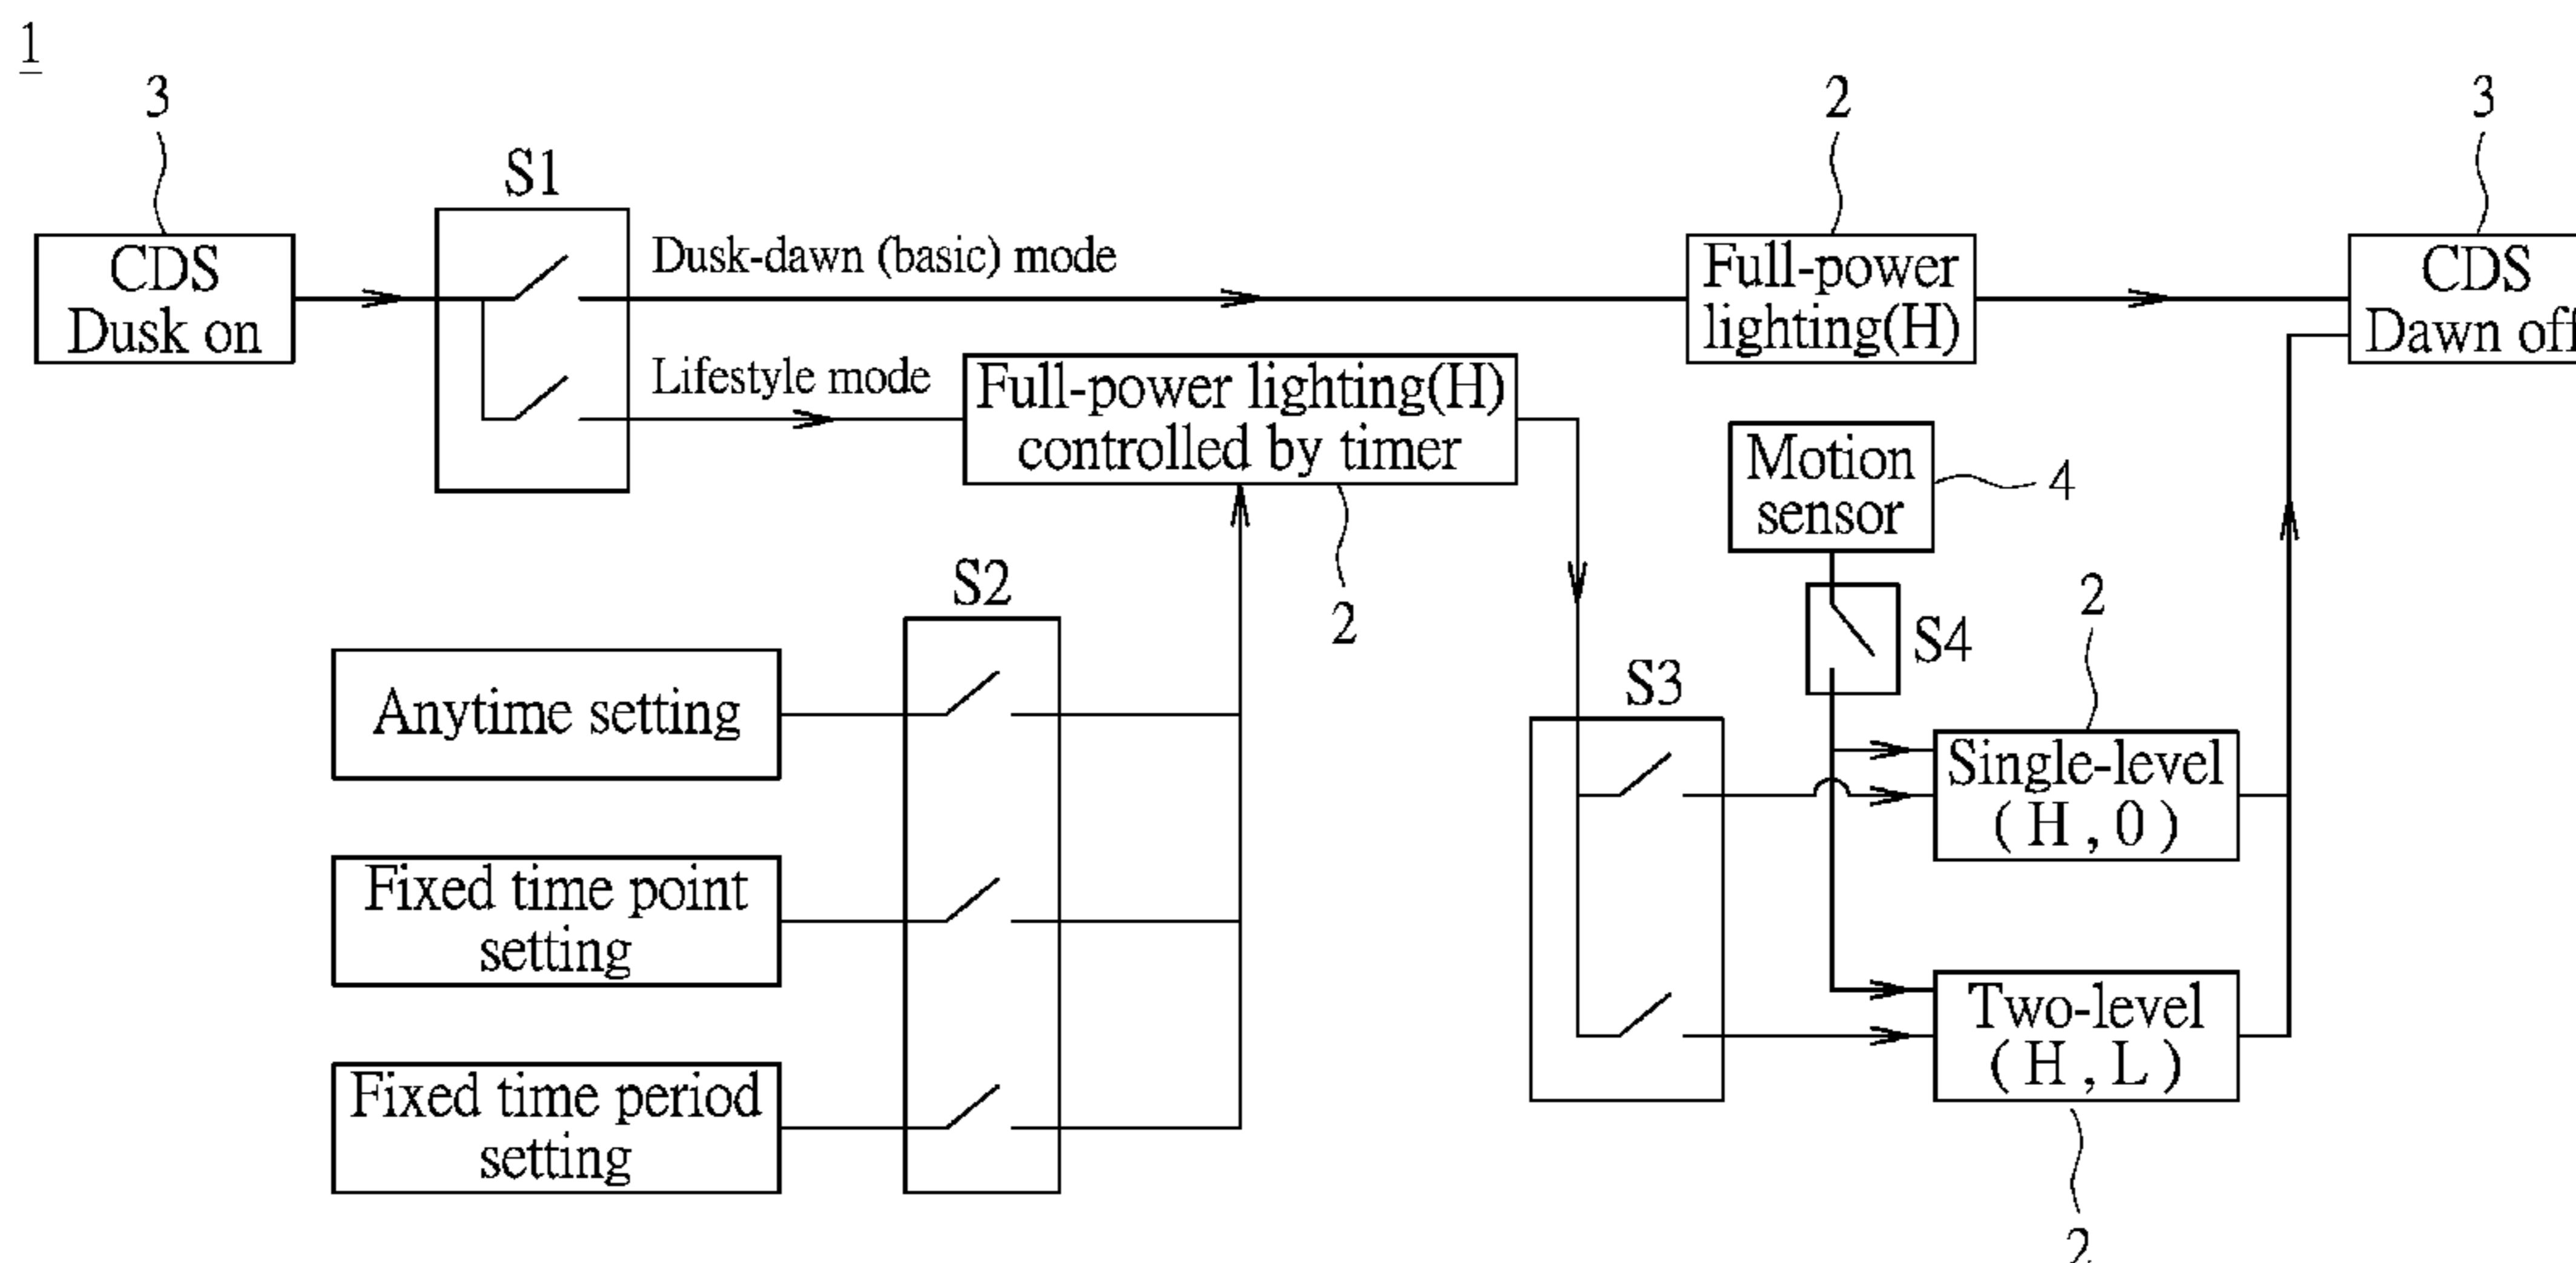 1
3
2
3
S1
CDS
Dusk on
Dusk-dawn (basic) mode
Full-power
lighting(H)
CDS
Dawn off
Lifestyle mode
Full-power lighting(H)
controlled by timer
Motion
sensor
4
2
S2
S4
2
S3
Anytime setting
Single-level
( H , 0 )
Fixed time point
setting
Two-level
( H , L )
Fixed time period
setting
2